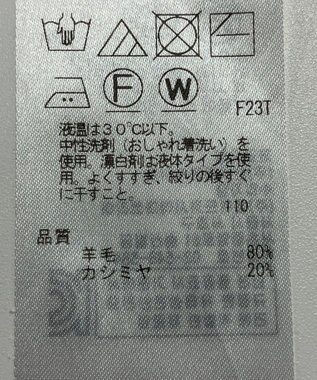 F
W
F23T
液温は30℃以下。
中性洗剤（おしゃれ着洗い）を
使用。漂白剤は液体タイプを使
用。よくすすぎ、絞りの後すぐ
に干すこと。
110
品質
羊毛 80%
カシミヤ 20%